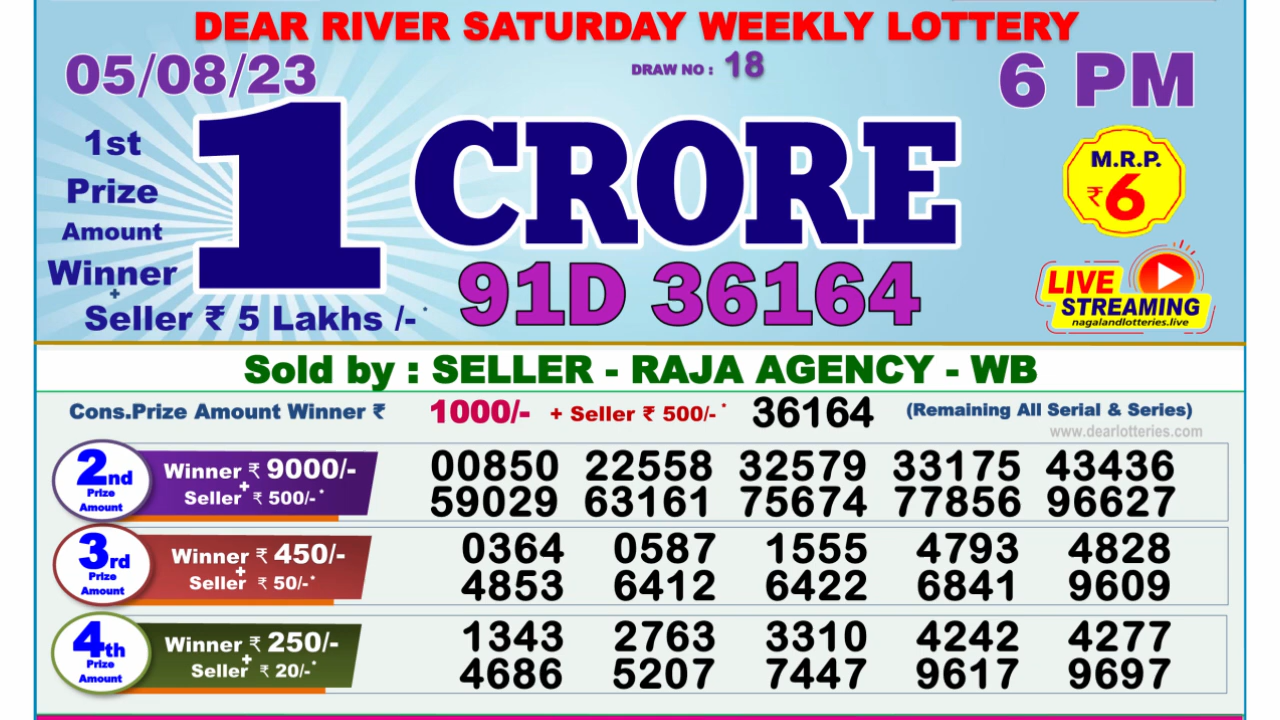 DEAR RIVER SATURDAY WEEKLY LOTTERY
05/08/23
DRAW NO : 18
6 PM
1st
Prize
Amount
Winner
+
Seller ₹ 5 Lakhs /-*
1 CRORE
91D 36164
M.R.P.
₹ 6
LIVE
STREAMING
nagalandlotteries.live
Sold by : SELLER - RAJA AGENCY - WB
Cons.Prize Amount Winner ₹ 1000/- + Seller ₹ 500/-* 36164 (Remaining All Serial & Series)
www.dearlotteries.com
2nd
Prize
Amount
Winner ₹ 9000/-
+
Seller ₹ 500/-*
00850 22558 32579 33175 43436
59029 63161 75674 77856 96627
3rd
Prize
Amount
Winner ₹ 450/-
+
Seller ₹ 50/-*
0364 0587 1555 4793 4828
4853 6412 6422 6841 9609
4th
Prize
Amount
Winner ₹ 250/-
+
Seller ₹ 20/-*
1343 2763 3310 4242 4277
4686 5207 7447 9617 9697